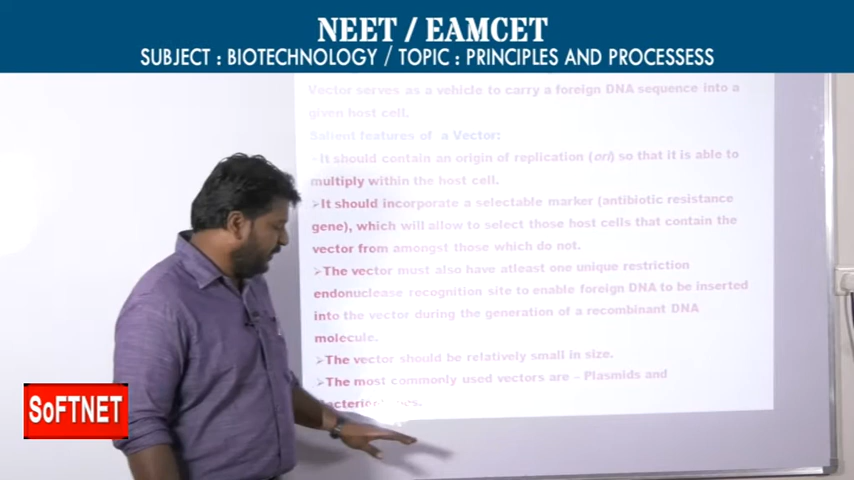 NEET / EAMCET
SUBJECT : BIOTECHNOLOGY / TOPIC : PRINCIPLES AND PROCESSESS
Vector serves as a vehicle to carry a foreign DNA sequence into a
given host cell.
Salient features of a Vector:
➢It should contain an origin of replication (ori) so that it is able to
multiply within the host cell.
➢It should incorporate a selectable marker (antibiotic resistance
gene), which will allow to select those host cells that contain the
vector from amongst those which do not.
➢The vector must also have atleast one unique restriction
endonuclease recognition site to enable foreign DNA to be inserted
into the vector during the generation of a recombinant DNA
molecule.
➢The vector should be relatively small in size.
➢The most commonly used vectors are – Plasmids and
SoFTNET